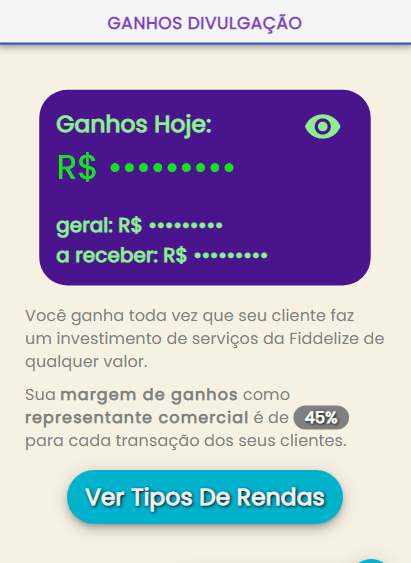 GANHOS DIVULGAÇÃO
Ganhos Hoje:
R$ •••••••••
geral: R$ •••••••••
a receber: R$ •••••••••
Você ganha toda vez que seu cliente faz
um investimento de serviços da Fiddelize de
qualquer valor.
Sua margem de ganhos como
representante comercial é de 45%
para cada transação dos seus clientes.
Ver Tipos De Rendas